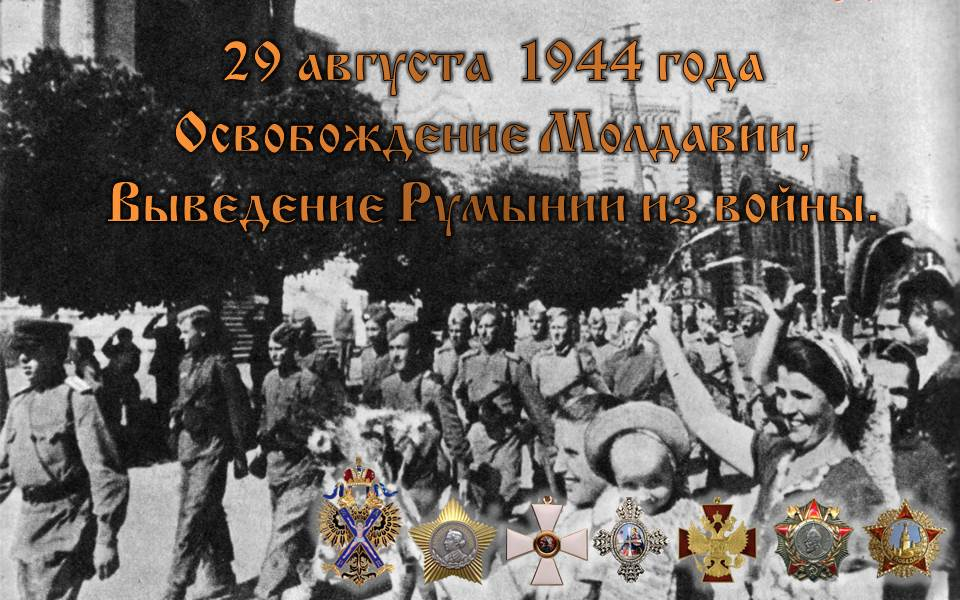 29 августа 1944 года
Освобождение Молдавии,
Выведение Румынии из войны.